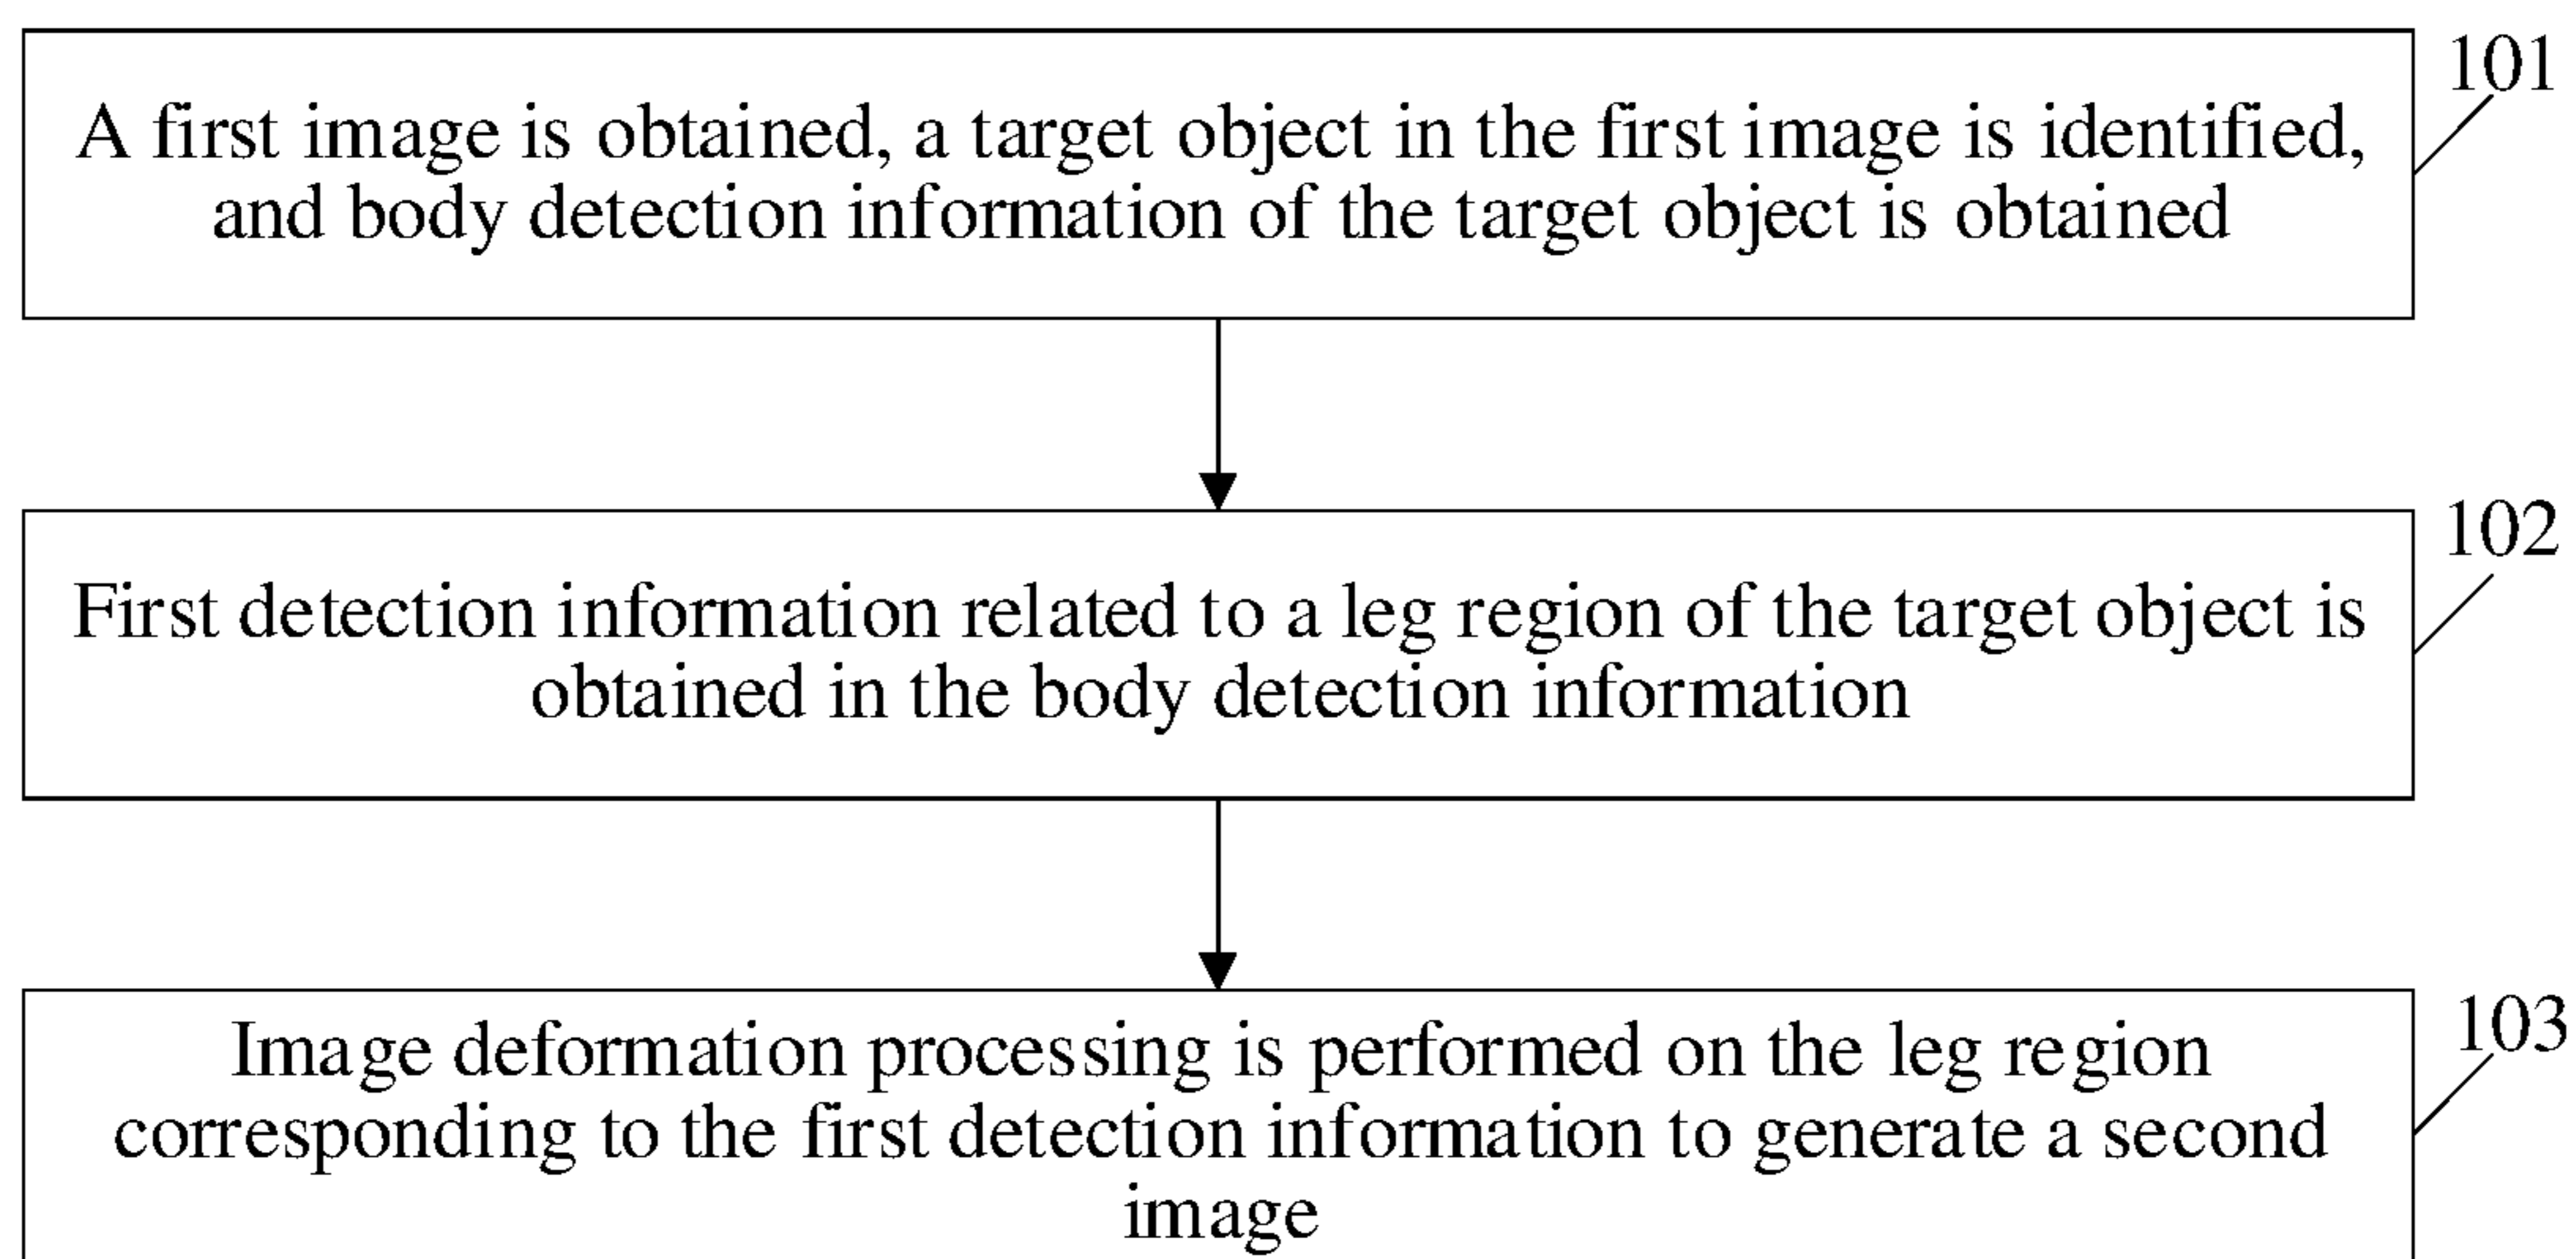 101
A first image is obtained, a target object in the first image is identified,
and body detection information of the target object is obtained
102
First detection information related to a leg region of the target object is
obtained in the body detection information
103
Image deformation processing is performed on the leg region
corresponding to the first detection information to generate a second
image